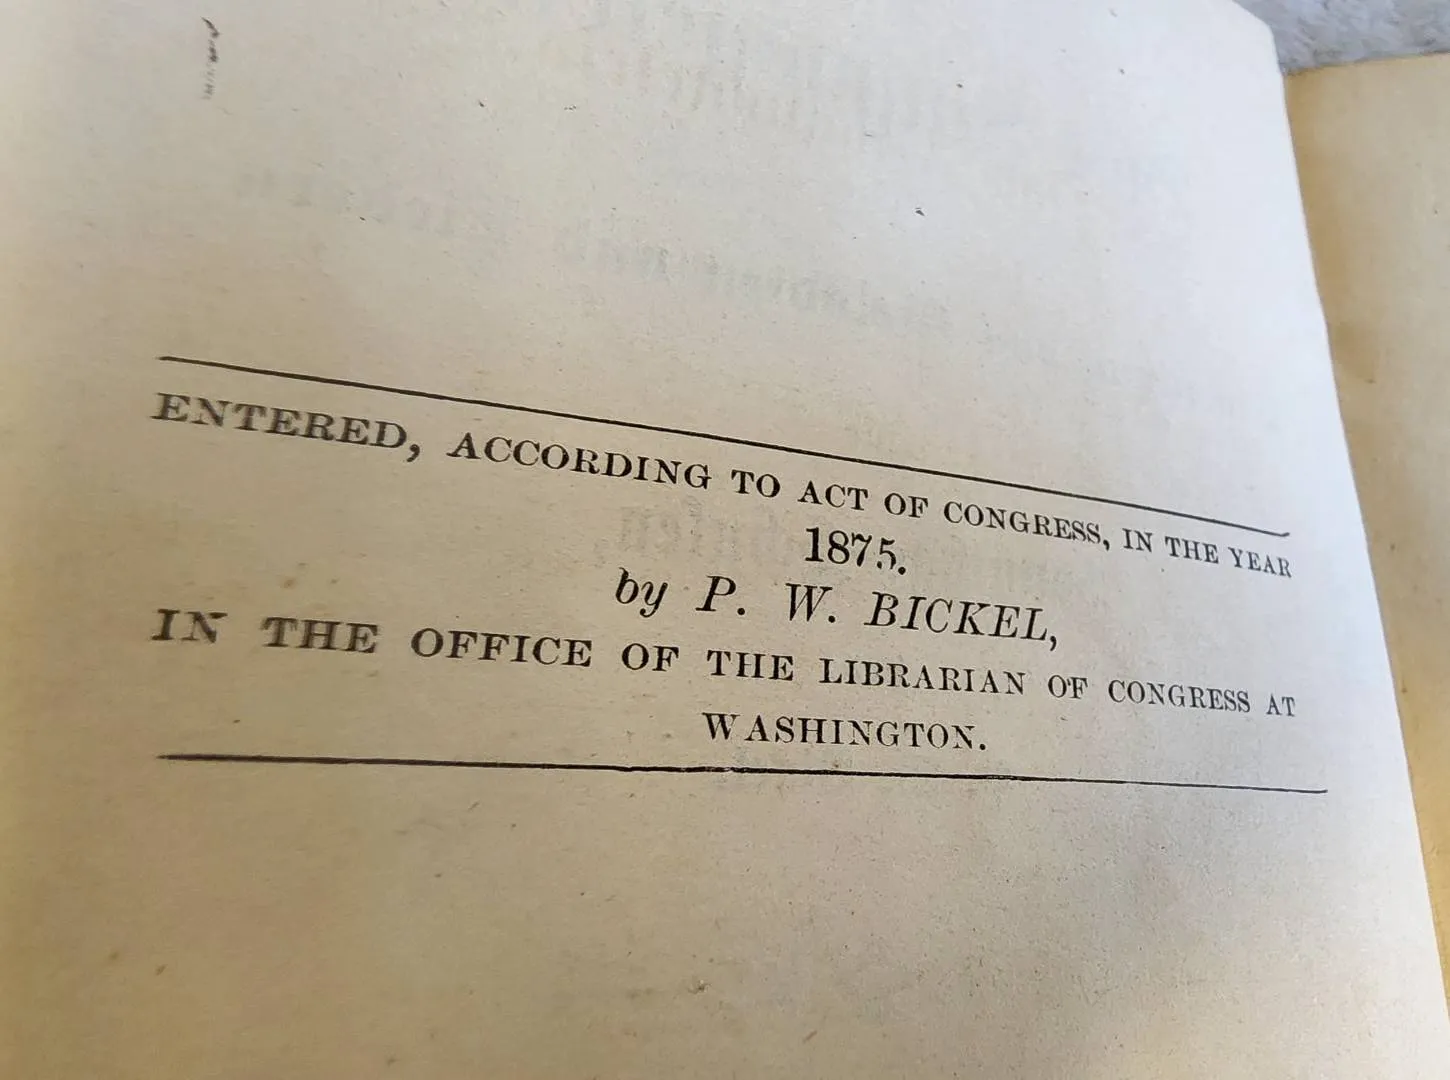 ENTERED, ACCORDING TO ACT OF CONGRESS, IN THE YEAR
1875.
by P. W. BICKEL,
IN THE OFFICE OF THE LIBRARIAN OF CONGRESS AT
WASHINGTON.